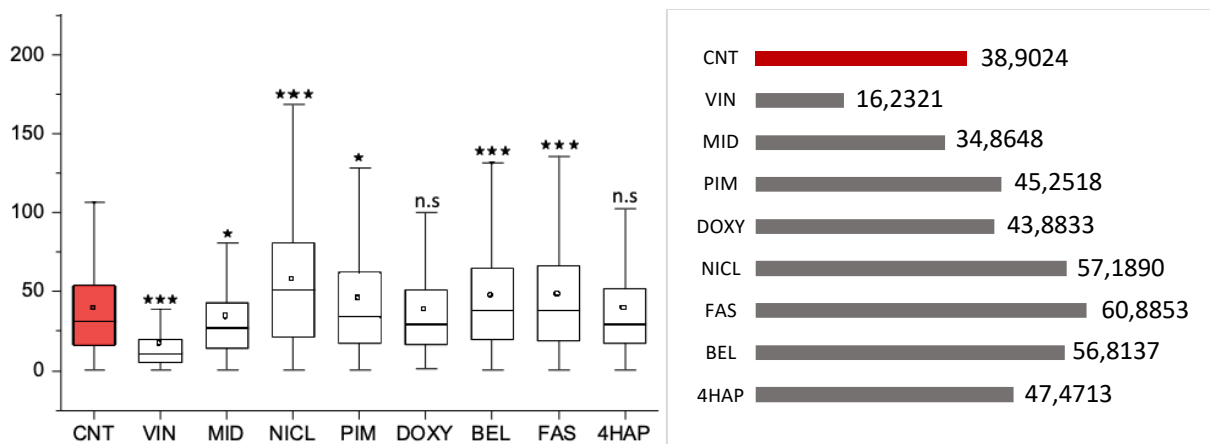 200
150
100
50
0
★★★
★
★★★
★
n.s
★★★
★★★
n.s
CNT VIN MID NICL PIM DOXY BEL FAS 4HAP
CNT 38,9024
VIN 16,2321
MID 34,8648
PIM 45,2518
DOXY 43,8833
NICL 57,1890
FAS 60,8853
BEL 56,8137
4HAP 47,4713